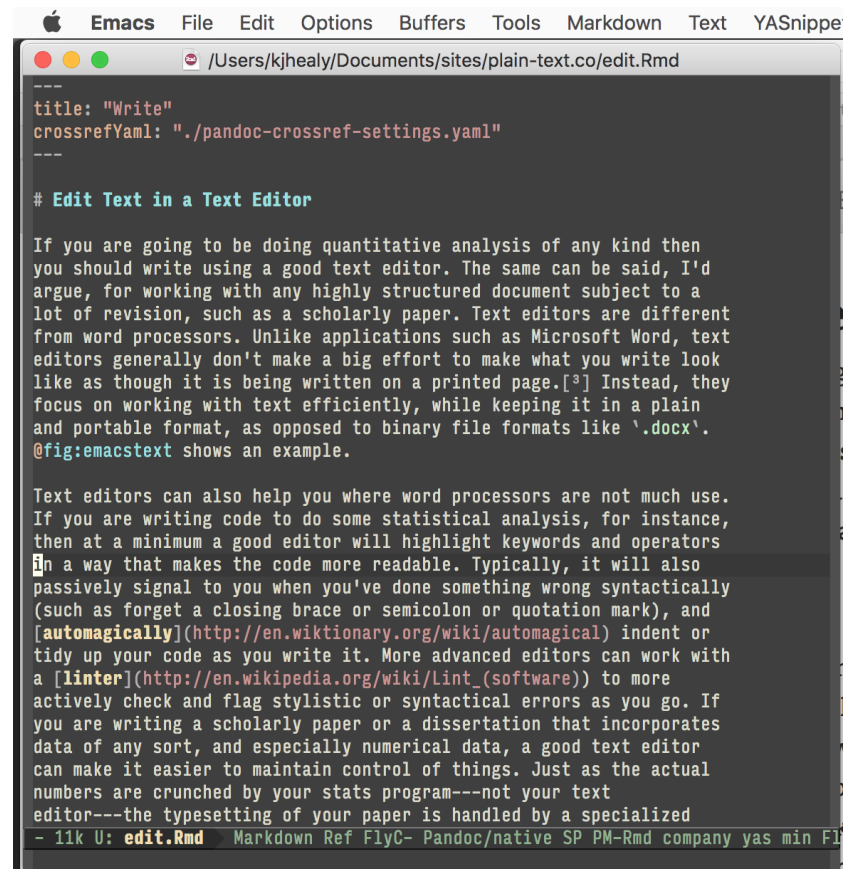 Emacs File Edit Options Buffers Tools Markdown Text
/Users/kjhealy/Documents/sites/plain-text.co/edit.Rmd
---
title: "Write"
crossrefYaml: "./pandoc-crossref-settings.yaml"
---
# Edit Text in a Text Editor
If you are going to be doing quantitative analysis of any kind then
you should write using a good text editor. The same can be said, I'd
argue, for working with any highly structured document subject to a
lot of revision, such as a scholarly paper. Text editors are different
from word processors. Unlike applications such as Microsoft Word, text
editors generally don't make a big effort to make what you write look
like as though it is being written on a printed page.[³] Instead, they
focus on working with text efficiently, while keeping it in a plain
and portable format, as opposed to binary file formats like `.docx`.
@fig:emacstext shows an example.
Text editors can also help you where word processors are not much use.
If you are writing code to do some statistical analysis, for instance,
then at a minimum a good editor will highlight keywords and operators
in a way that makes the code more readable. Typically, it will also
passively signal to you when you've done something wrong syntactically
(such as forget a closing brace or semicolon or quotation mark), and
[automagically](http://en.wiktionary.org/wiki/automagical) indent or
tidy up your code as you write it. More advanced editors can work with
a [linter](http://en.wikipedia.org/wiki/Lint_(software)) to more
actively check and flag stylistic or syntactical errors as you go. If
you are writing a scholarly paper or a dissertation that incorporates
data of any sort, and especially numerical data, a good text editor
can make it easier to maintain control of things. Just as the actual
numbers are crunched by your stats program---not your text
editor---the typesetting of your paper is handled by a specialized
- 11k U: edit.Rmd Markdown Ref FlyC- Pandoc/native SP PM-Rmd company yas min